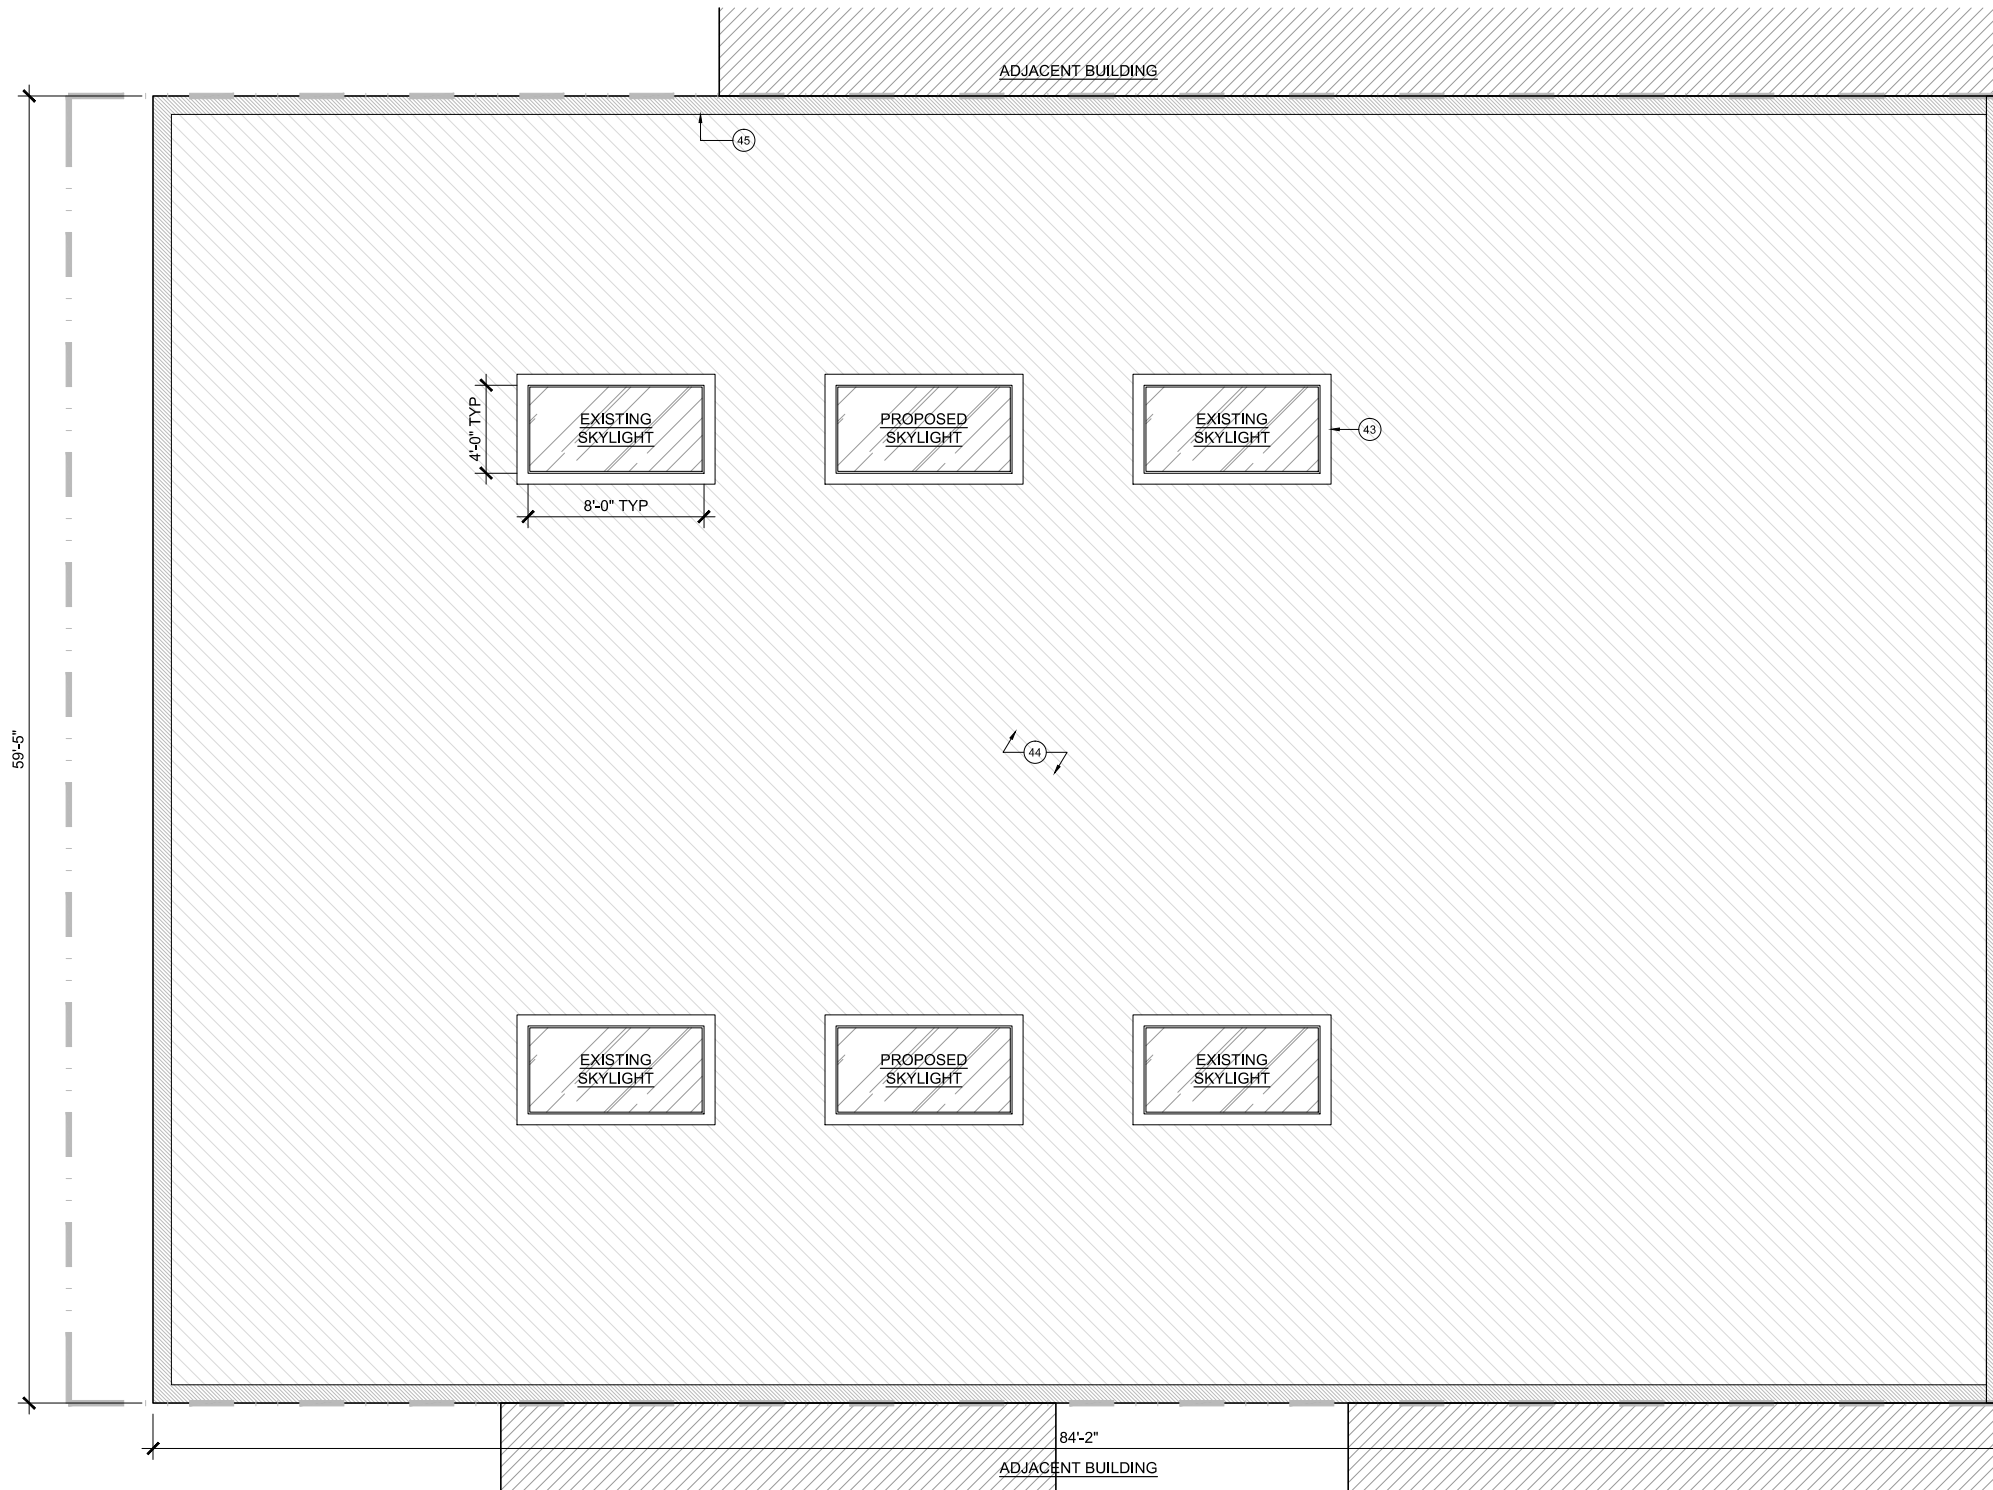 ADJACENT BUILDING
45
4'-0" TYP
EXISTING
SKYLIGHT
PROPOSED
SKYLIGHT
EXISTING
SKYLIGHT
43
8'-0" TYP
59'-5"
44
EXISTING
SKYLIGHT
PROPOSED
SKYLIGHT
EXISTING
SKYLIGHT
84'-2"
ADJACENT BUILDING